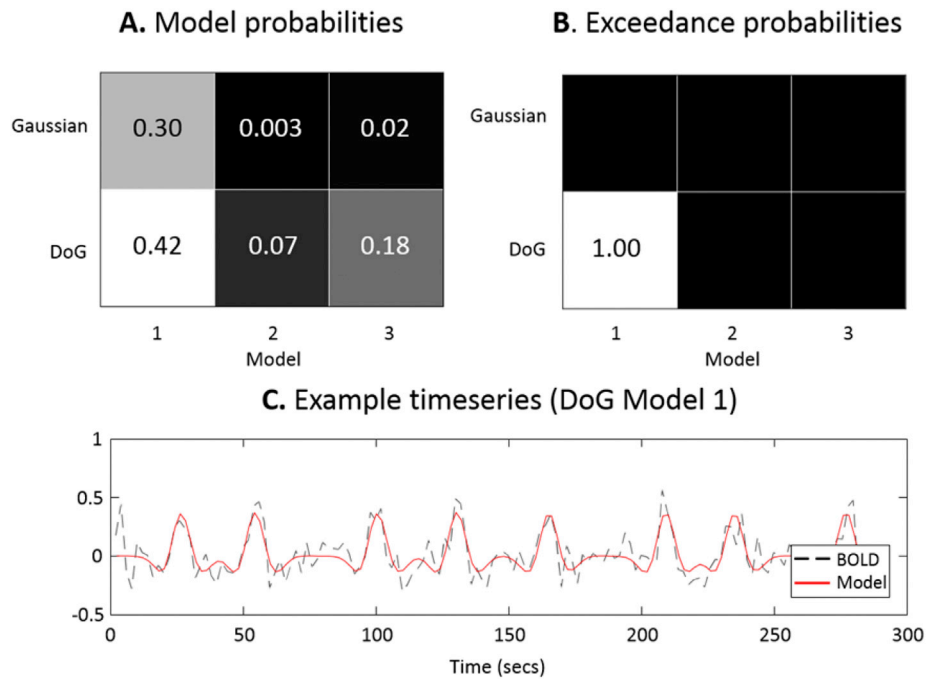 A. Model probabilities
Gaussian 0.30 0.003 0.02
DoG 0.42 0.07 0.18
1 2 3
Model
B. Exceedance probabilities
Gaussian
DoG 1.00
1 2 3
Model
C. Example timeseries (DoG Model 1)
1
0.5
0
-0.5
BOLD
Model
0 50 100 150 200 250 300
Time (secs)